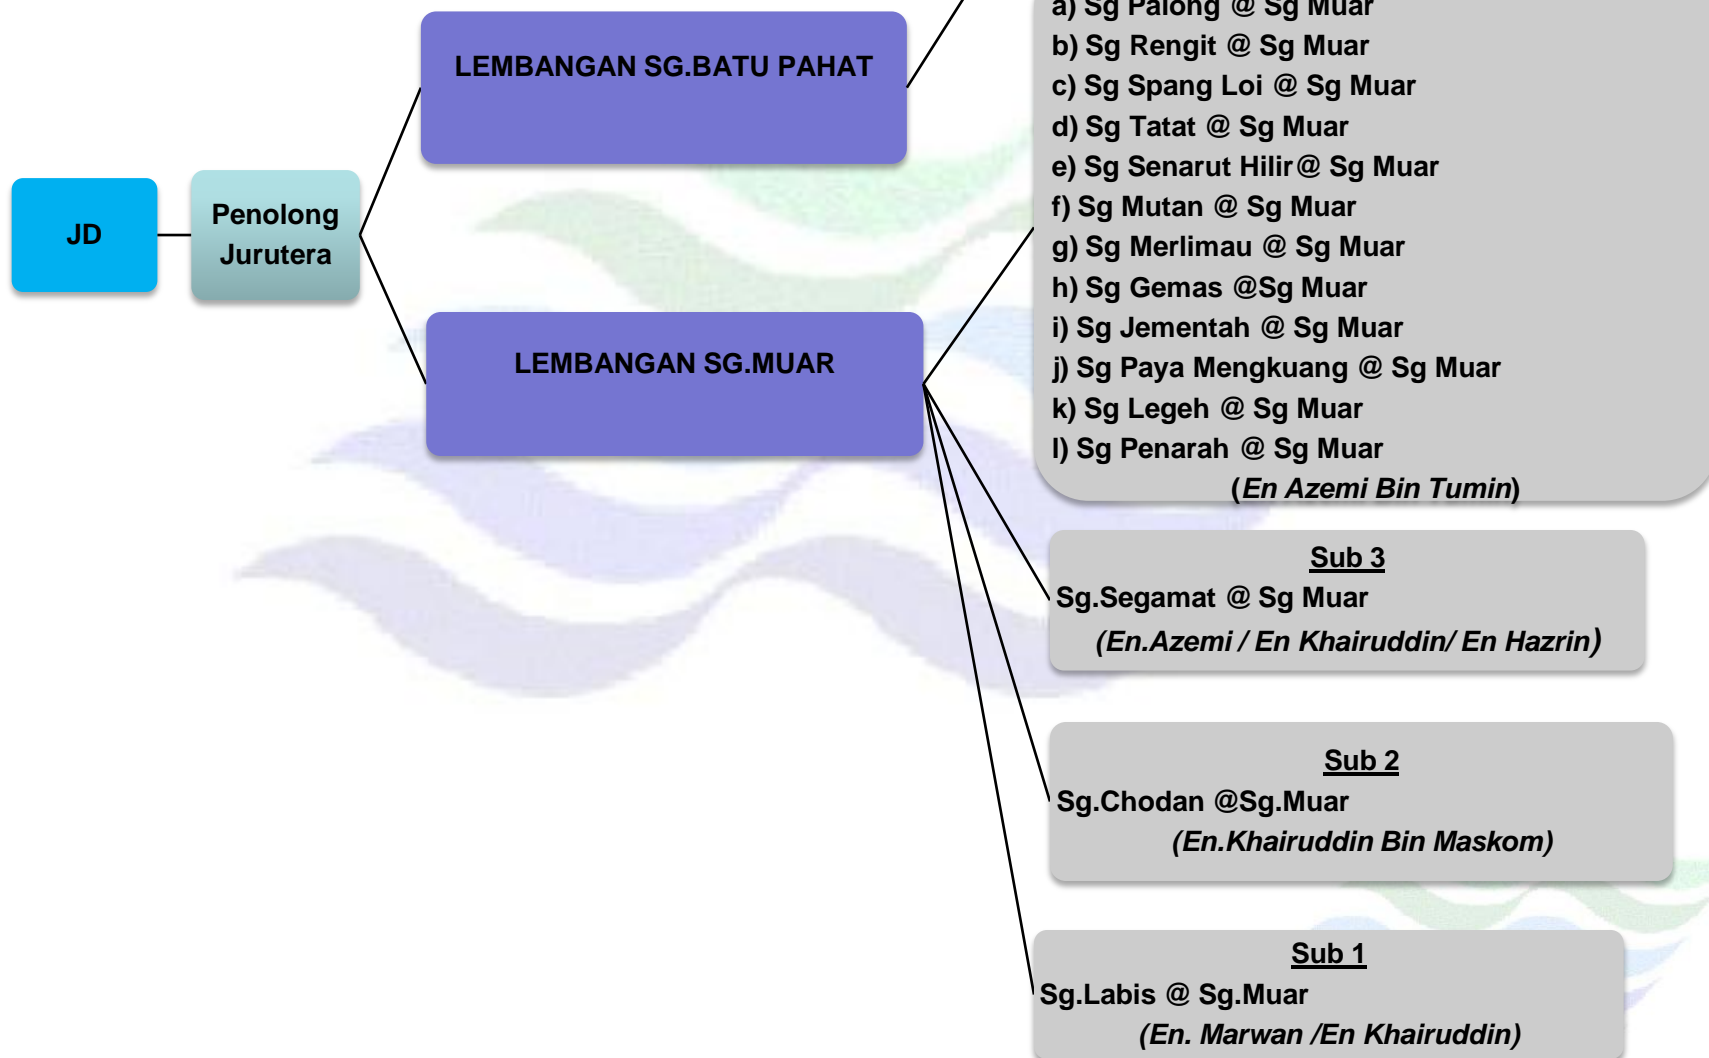 JD
Penolong
Jurutera
LEMBANGAN SG.BATU PAHAT
LEMBANGAN SG.MUAR
a) Sg Palong @ Sg Muar
b) Sg Rengit @ Sg Muar
c) Sg Spang Loi @ Sg Muar
d) Sg Tatat @ Sg Muar
e) Sg Senarut Hilir@ Sg Muar
f) Sg Mutan @ Sg Muar
g) Sg Merlimau @ Sg Muar
h) Sg Gemas @Sg Muar
i) Sg Jementah @ Sg Muar
j) Sg Paya Mengkuang @ Sg Muar
k) Sg Legeh @ Sg Muar
l) Sg Penarah @ Sg Muar
(En Azemi Bin Tumin)
Sub 3
Sg.Segamat @ Sg Muar
(En.Azemi / En Khairuddin/ En Hazrin)
Sub 2
Sg.Chodan @Sg.Muar
(En.Khairuddin Bin Maskom)
Sub 1
Sg.Labis @ Sg.Muar
(En. Marwan /En Khairuddin)